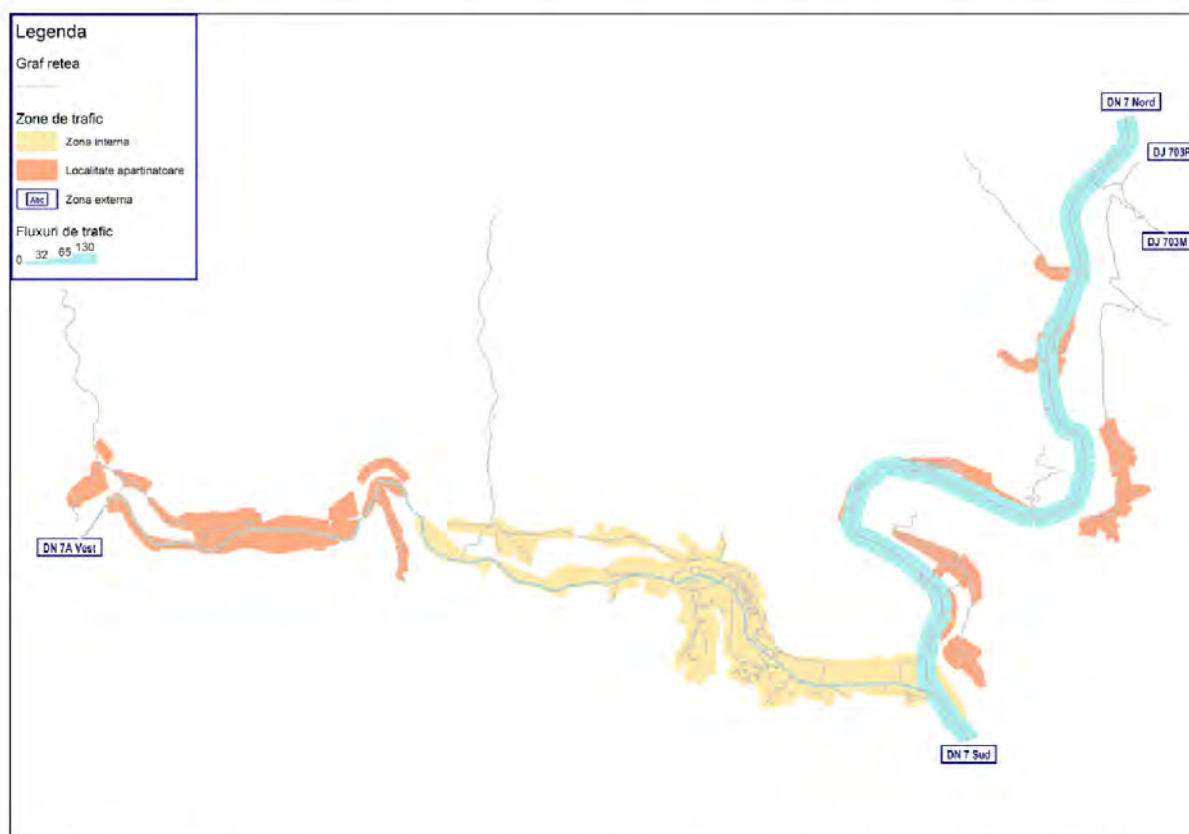 Legenda
Graf retea
Zone de trafic
Zona interna
Localitate apartinatoare
Abc Zona externa
Fluxuri de trafic
0 32 65 130
DN 7 Nord
DJ 703M
DN 7A Vest
DN 7 Sud